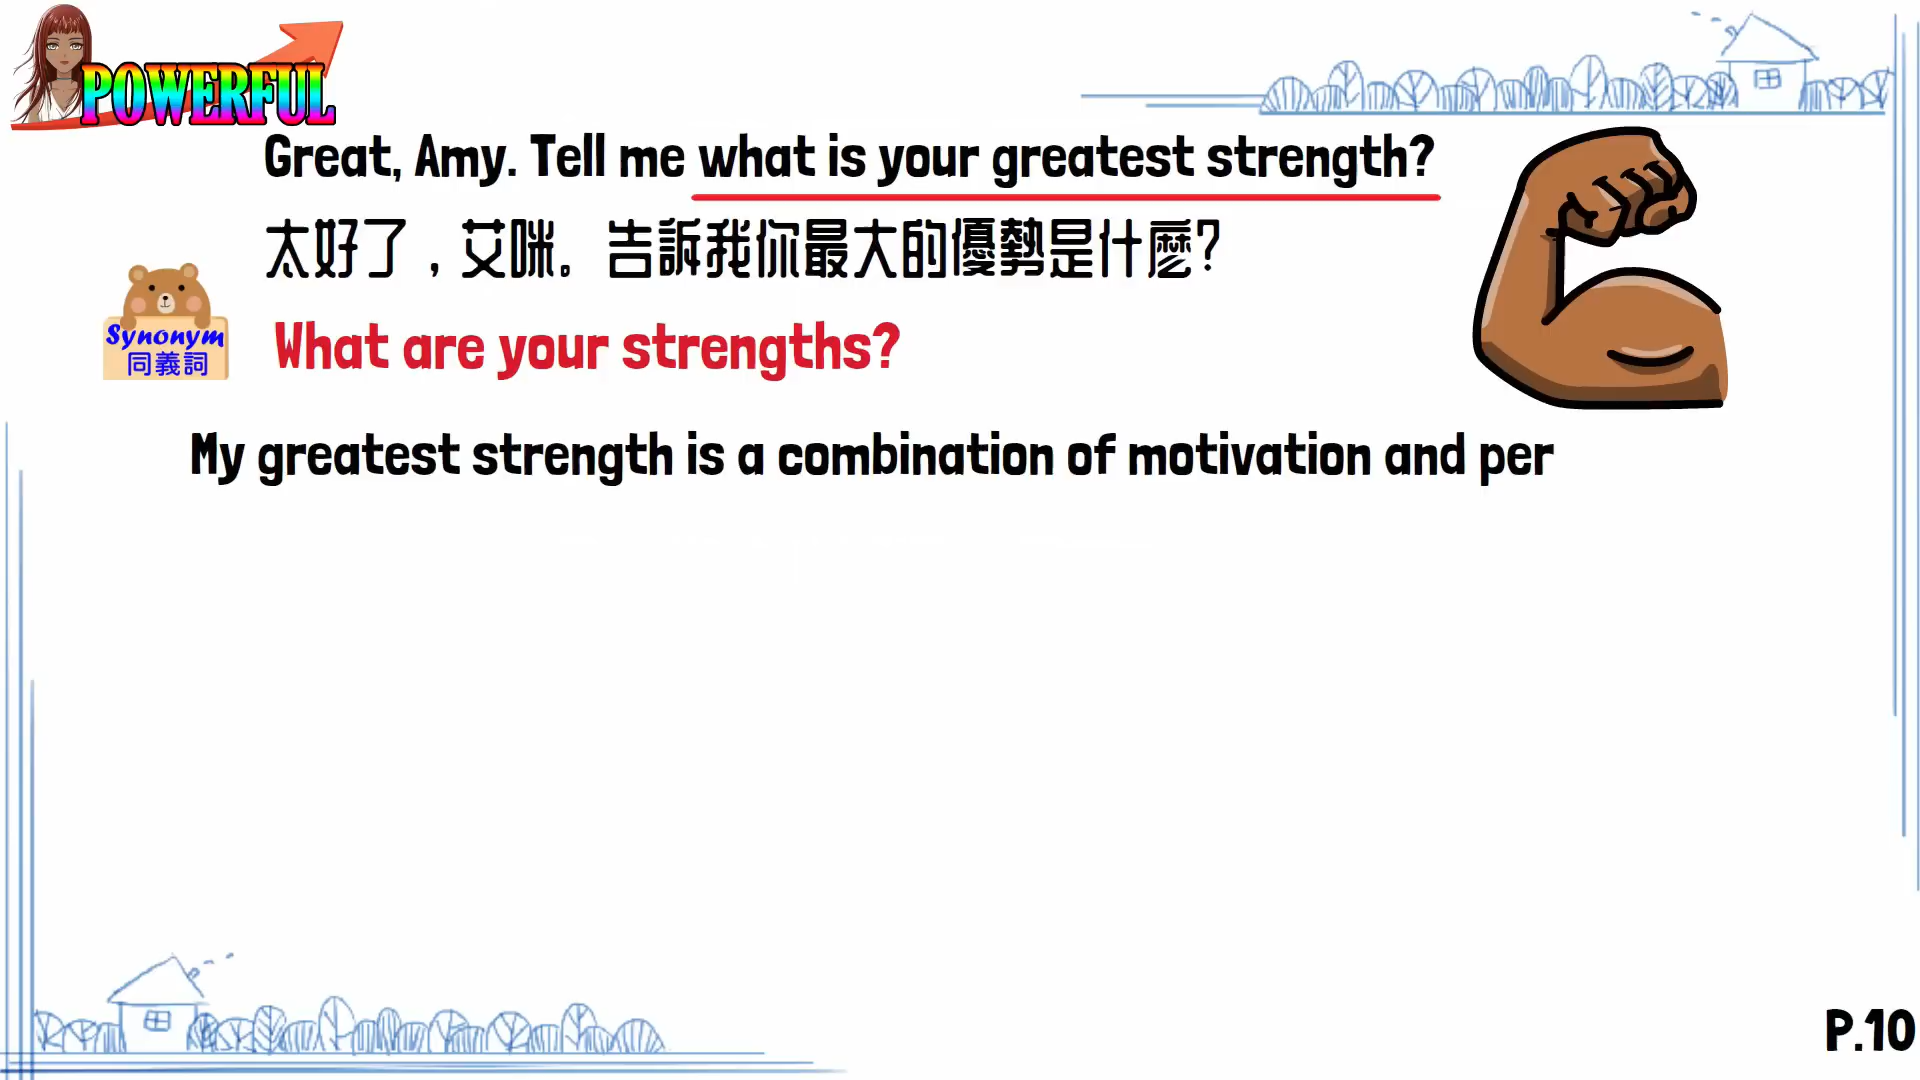 POWERFUL
Great, Amy. Tell me what is your greatest strength?
太好了，艾咪。告訴我你最大的優勢是什麼？
Synonym
同義詞
What are your strengths?
My greatest strength is a combination of motivation and per
P.10